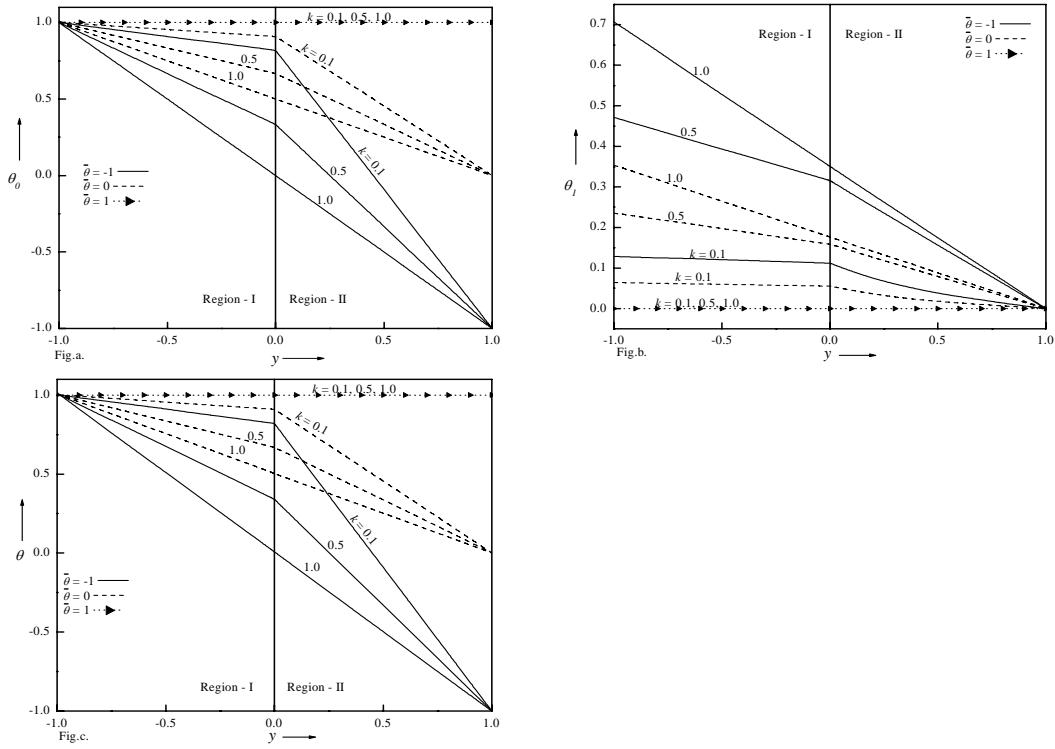 1.0
0.5
0.0
-0.5
-1.0
θ₀
k = 0.1, 0.5, 1.0
k = 0.1
0.5
1.0
k = 0.1
0.5
1.0
θ̄ = -1
θ̄ = 0
θ̄ = 1
Region - I
Region - II
-1.0 -0.5 0.0 0.5 1.0
Fig.a.
y
0.7
0.6
0.5
0.4
0.3
0.2
0.1
0.0
θ₁
Region - I
Region - II
θ̄ = -1
θ̄ = 0
θ̄ = 1
1.0
0.5
1.0
0.5
k = 0.1
k = 0.1
k = 0.1, 0.5, 1.0
-1.0 -0.5 0.0 0.5 1.0
Fig.b.
y
1.0
0.5
0.0
-0.5
-1.0
θ
k = 0.1, 0.5, 1.0
k = 0.1
0.5
1.0
k = 0.1
0.5
1.0
θ̄ = -1
θ̄ = 0
θ̄ = 1
Region - I
Region - II
-1.0 -0.5 0.0 0.5 1.0
Fig.c.
y